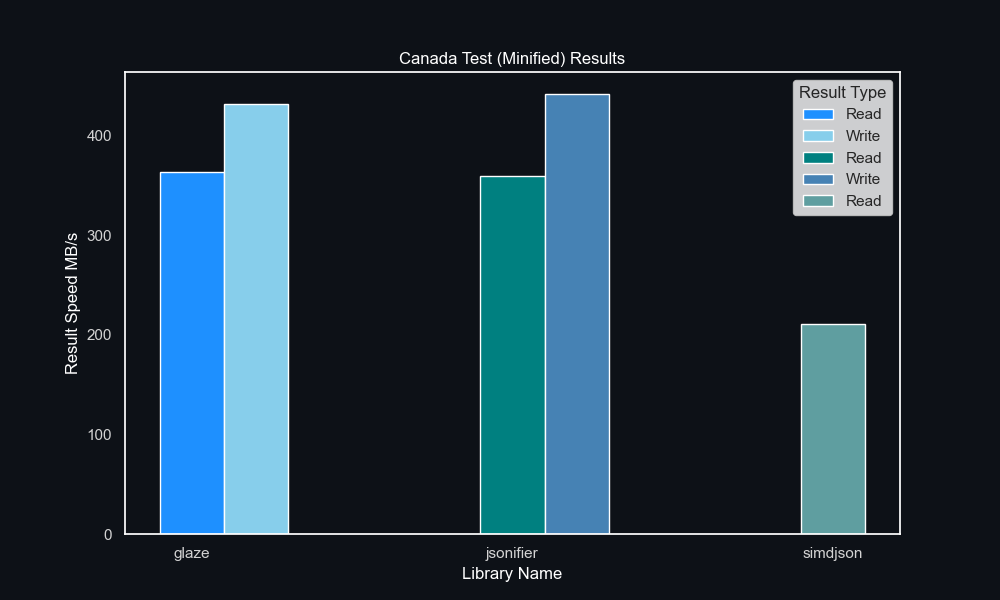 Canada Test (Minified) Results
Result Type
Read
Write
Read
Write
Read
Result Speed MB/s
400
300
200
100
0
glaze
jsonifier
simdjson
Library Name